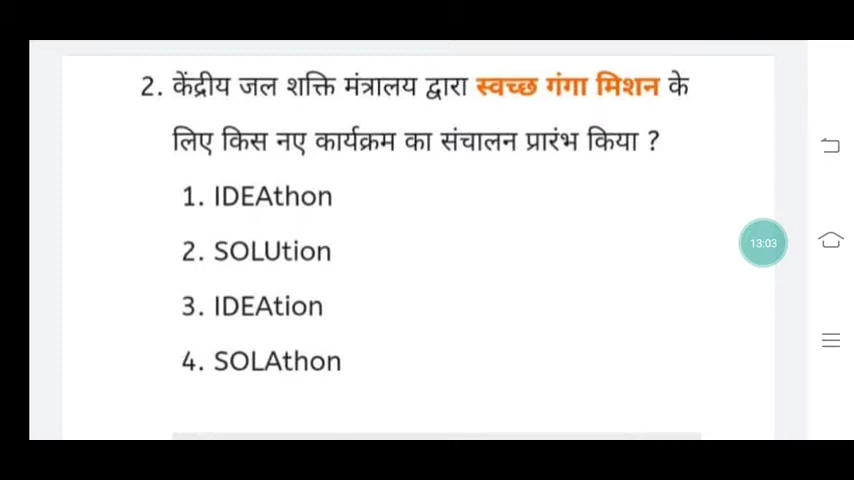 2. केंद्रीय जल शक्ति मंत्रालय द्वारा स्वच्छ गंगा मिशन के
लिए किस नए कार्यक्रम का संचालन प्रारंभ किया ?
1. IDEAthon
2. SOLUtion
3. IDEAtion
4. SOLAthon
13:03